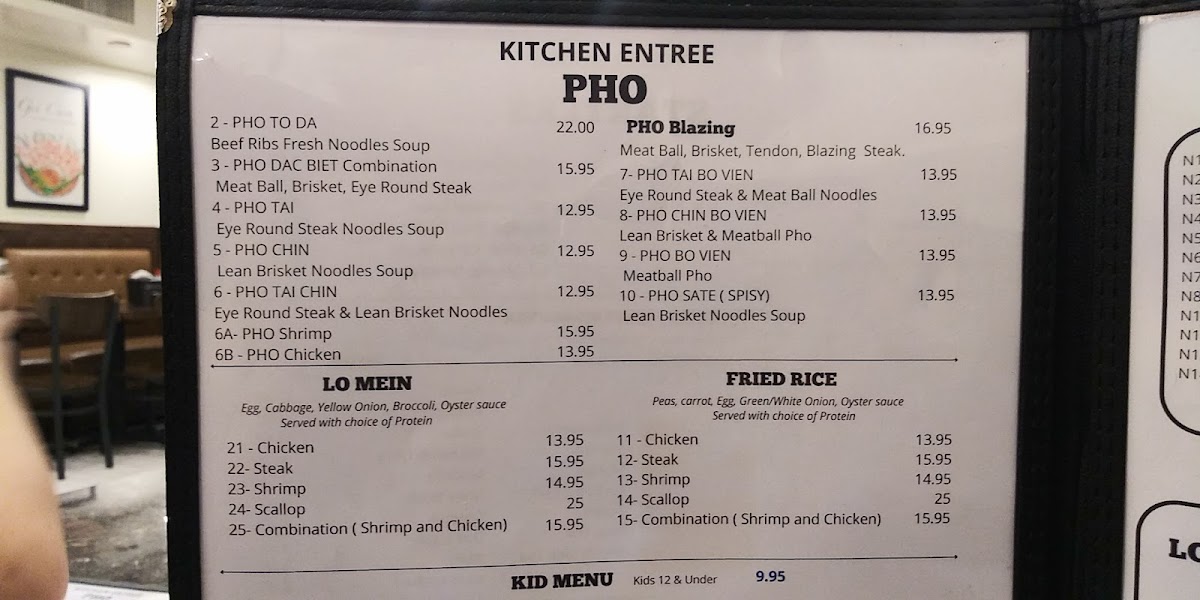 KITCHEN ENTREE
PHO
2 - PHO TO DA 22.00
Beef Ribs Fresh Noodles Soup
3 - PHO DAC BIET Combination 15.95
Meat Ball, Brisket, Eye Round Steak
4 - PHO TAI 12.95
Eye Round Steak Noodles Soup
5 - PHO CHIN 12.95
Lean Brisket Noodles Soup
6 - PHO TAI CHIN 12.95
Eye Round Steak & Lean Brisket Noodles
6A- PHO Shrimp 15.95
6B - PHO Chicken 13.95
PHO Blazing 16.95
Meat Ball, Brisket, Tendon, Blazing Steak.
7- PHO TAI BO VIEN 13.95
Eye Round Steak & Meat Ball Noodles
8- PHO CHIN BO VIEN 13.95
Lean Brisket & Meatball Pho
9 - PHO BO VIEN 13.95
Meatball Pho
10 - PHO SATE ( SPISY) 13.95
Lean Brisket Noodles Soup
LO MEIN
Egg, Cabbage, Yellow Onion, Broccoli, Oyster sauce
Served with choice of Protein
21 - Chicken 13.95
22- Steak 15.95
23- Shrimp 14.95
24- Scallop 25
25- Combination ( Shrimp and Chicken) 15.95
FRIED RICE
Peas, carrot, Egg, Green/White Onion, Oyster sauce
Served with choice of Protein
11 - Chicken 13.95
12- Steak 15.95
13- Shrimp 14.95
14- Scallop 25
15- Combination ( Shrimp and Chicken) 15.95
KID MENU Kids 12 & Under 9.95